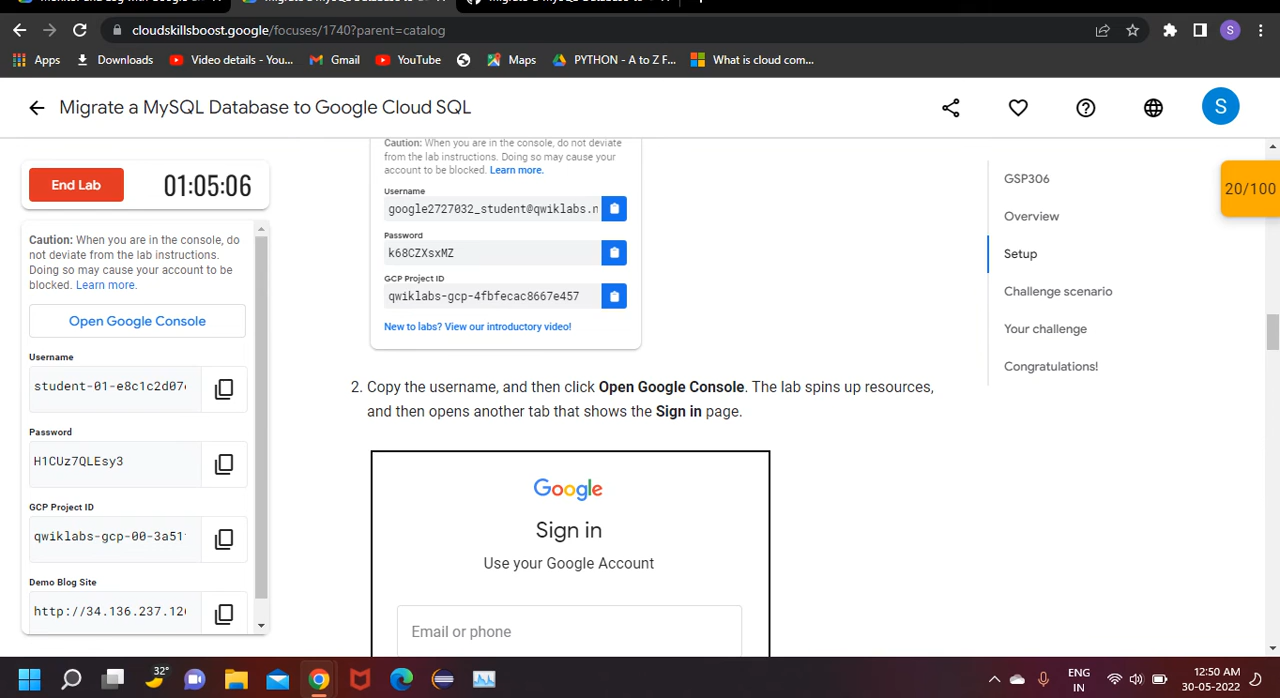 cloudskillsboost.google/focuses/1740?parent=catalog
S
Apps
Downloads
Video details - You...
Gmail
YouTube
Maps
PYTHON - A to Z F...
What is cloud com...
Migrate a MySQL Database to Google Cloud SQL
S
End Lab
01:05:06
Caution: When you are in the console, do
not deviate from the lab instructions.
Doing so may cause your account to be
blocked. Learn more.
Open Google Console
Username
student-01-e8c1c2d07
Password
H1CUz7QLEsy3
GCP Project ID
qwiklabs-gcp-00-3a51
Demo Blog Site
http://34.136.237.12
Caution: When you are in the console, do not deviate
from the lab instructions. Doing so may cause your
account to be blocked. Learn more.
Username
google2727032_student@qwiklabs.n
Password
k68CZXsxMZ
GCP Project ID
qwiklabs-gcp-4fbfecac8667e457
New to labs? View our introductory video!
2. Copy the username, and then click Open Google Console. The lab spins up resources,
and then opens another tab that shows the Sign in page.
Google
Sign in
Use your Google Account
Email or phone
GSP306
Overview
Setup
Challenge scenario
Your challenge
Congratulations!
20/100
32°
ENG
IN
12:50 AM
30-05-2022